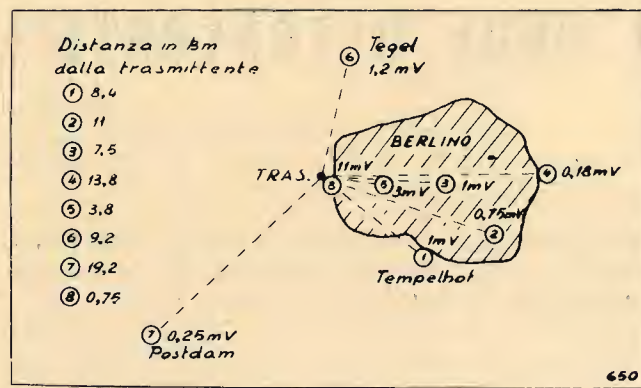 Distanza in Km
dalla trasmittente
① 8,4
② 11
③ 7,5
④ 13,8
⑤ 3,8
⑥ 9,2
⑦ 19,2
⑧ 0,75
⑥ Tegel
1,2 mV
BERLINO
TRAS.
11mV
⑧
⑤
3mV
③
1mV
④ 0,18mV
0,75mV
②
1mV
①
Tempelhof
⑦ 0,25mV
Postdam
650